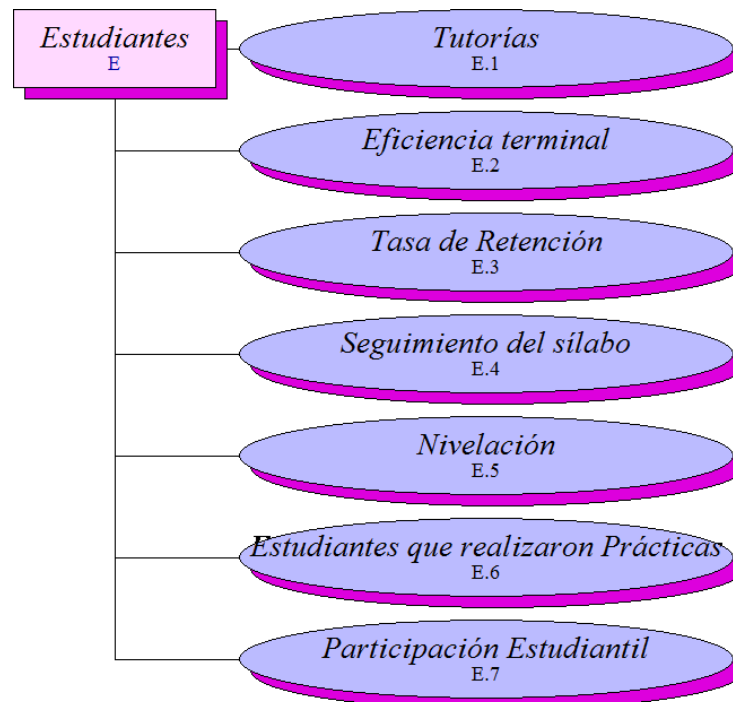 Estudiantes
E
Tutorías
E.1
Eficiencia terminal
E.2
Tasa de Retención
E.3
Seguimiento del sílabo
E.4
Nivelación
E.5
Estudiantes que realizaron Prácticas
E.6
Participación Estudiantil
E.7